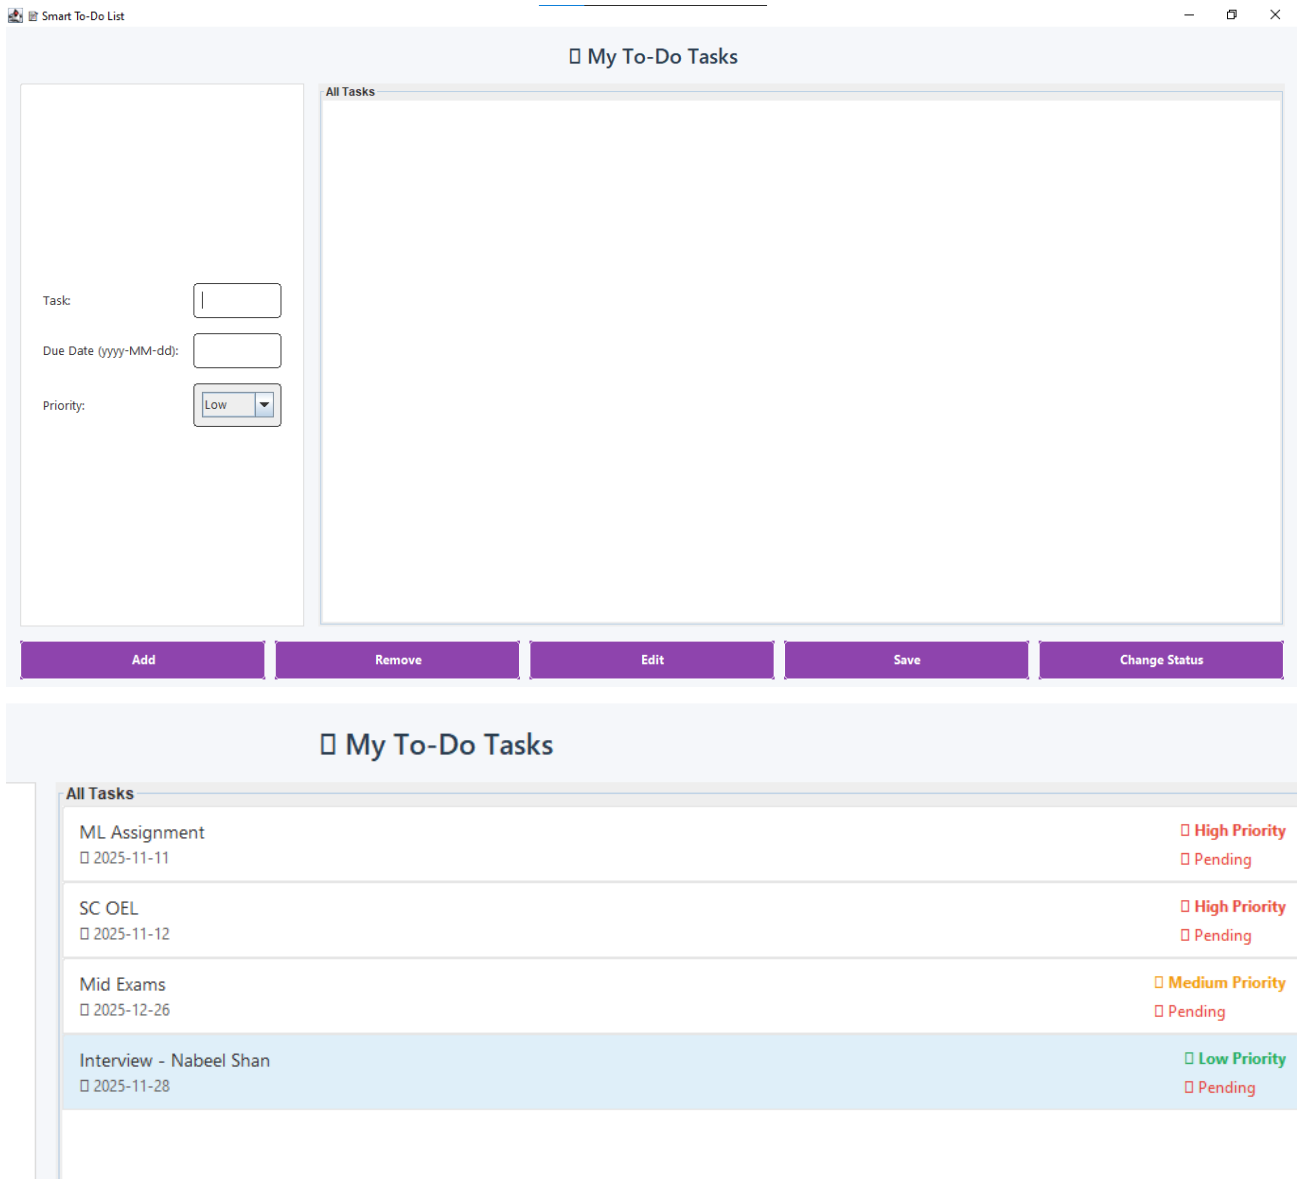 Smart To-Do List
My To-Do Tasks
All Tasks
Task:
Due Date (yyyy-MM-dd):
Priority:
Low
Add
Remove
Edit
Save
Change Status
My To-Do Tasks
All Tasks
ML Assignment
High Priority
2025-11-11
Pending
SC OEL
High Priority
2025-11-12
Pending
Mid Exams
Medium Priority
2025-12-26
Pending
Interview - Nabeel Shan
Low Priority
2025-11-28
Pending